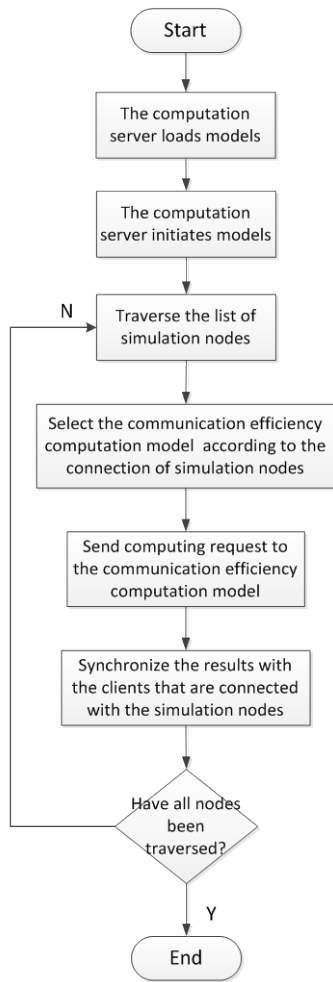 Start
The computation
server loads models
The computation
server initiates models
N
Traverse the list of
simulation nodes
Select the communication efficiency
computation model according to the
connection of simulation nodes
Send computing request to
the communication efficiency
computation model
Synchronize the results with
the clients that are connected
with the simulation nodes
Have all nodes
been
traversed?
Y
End